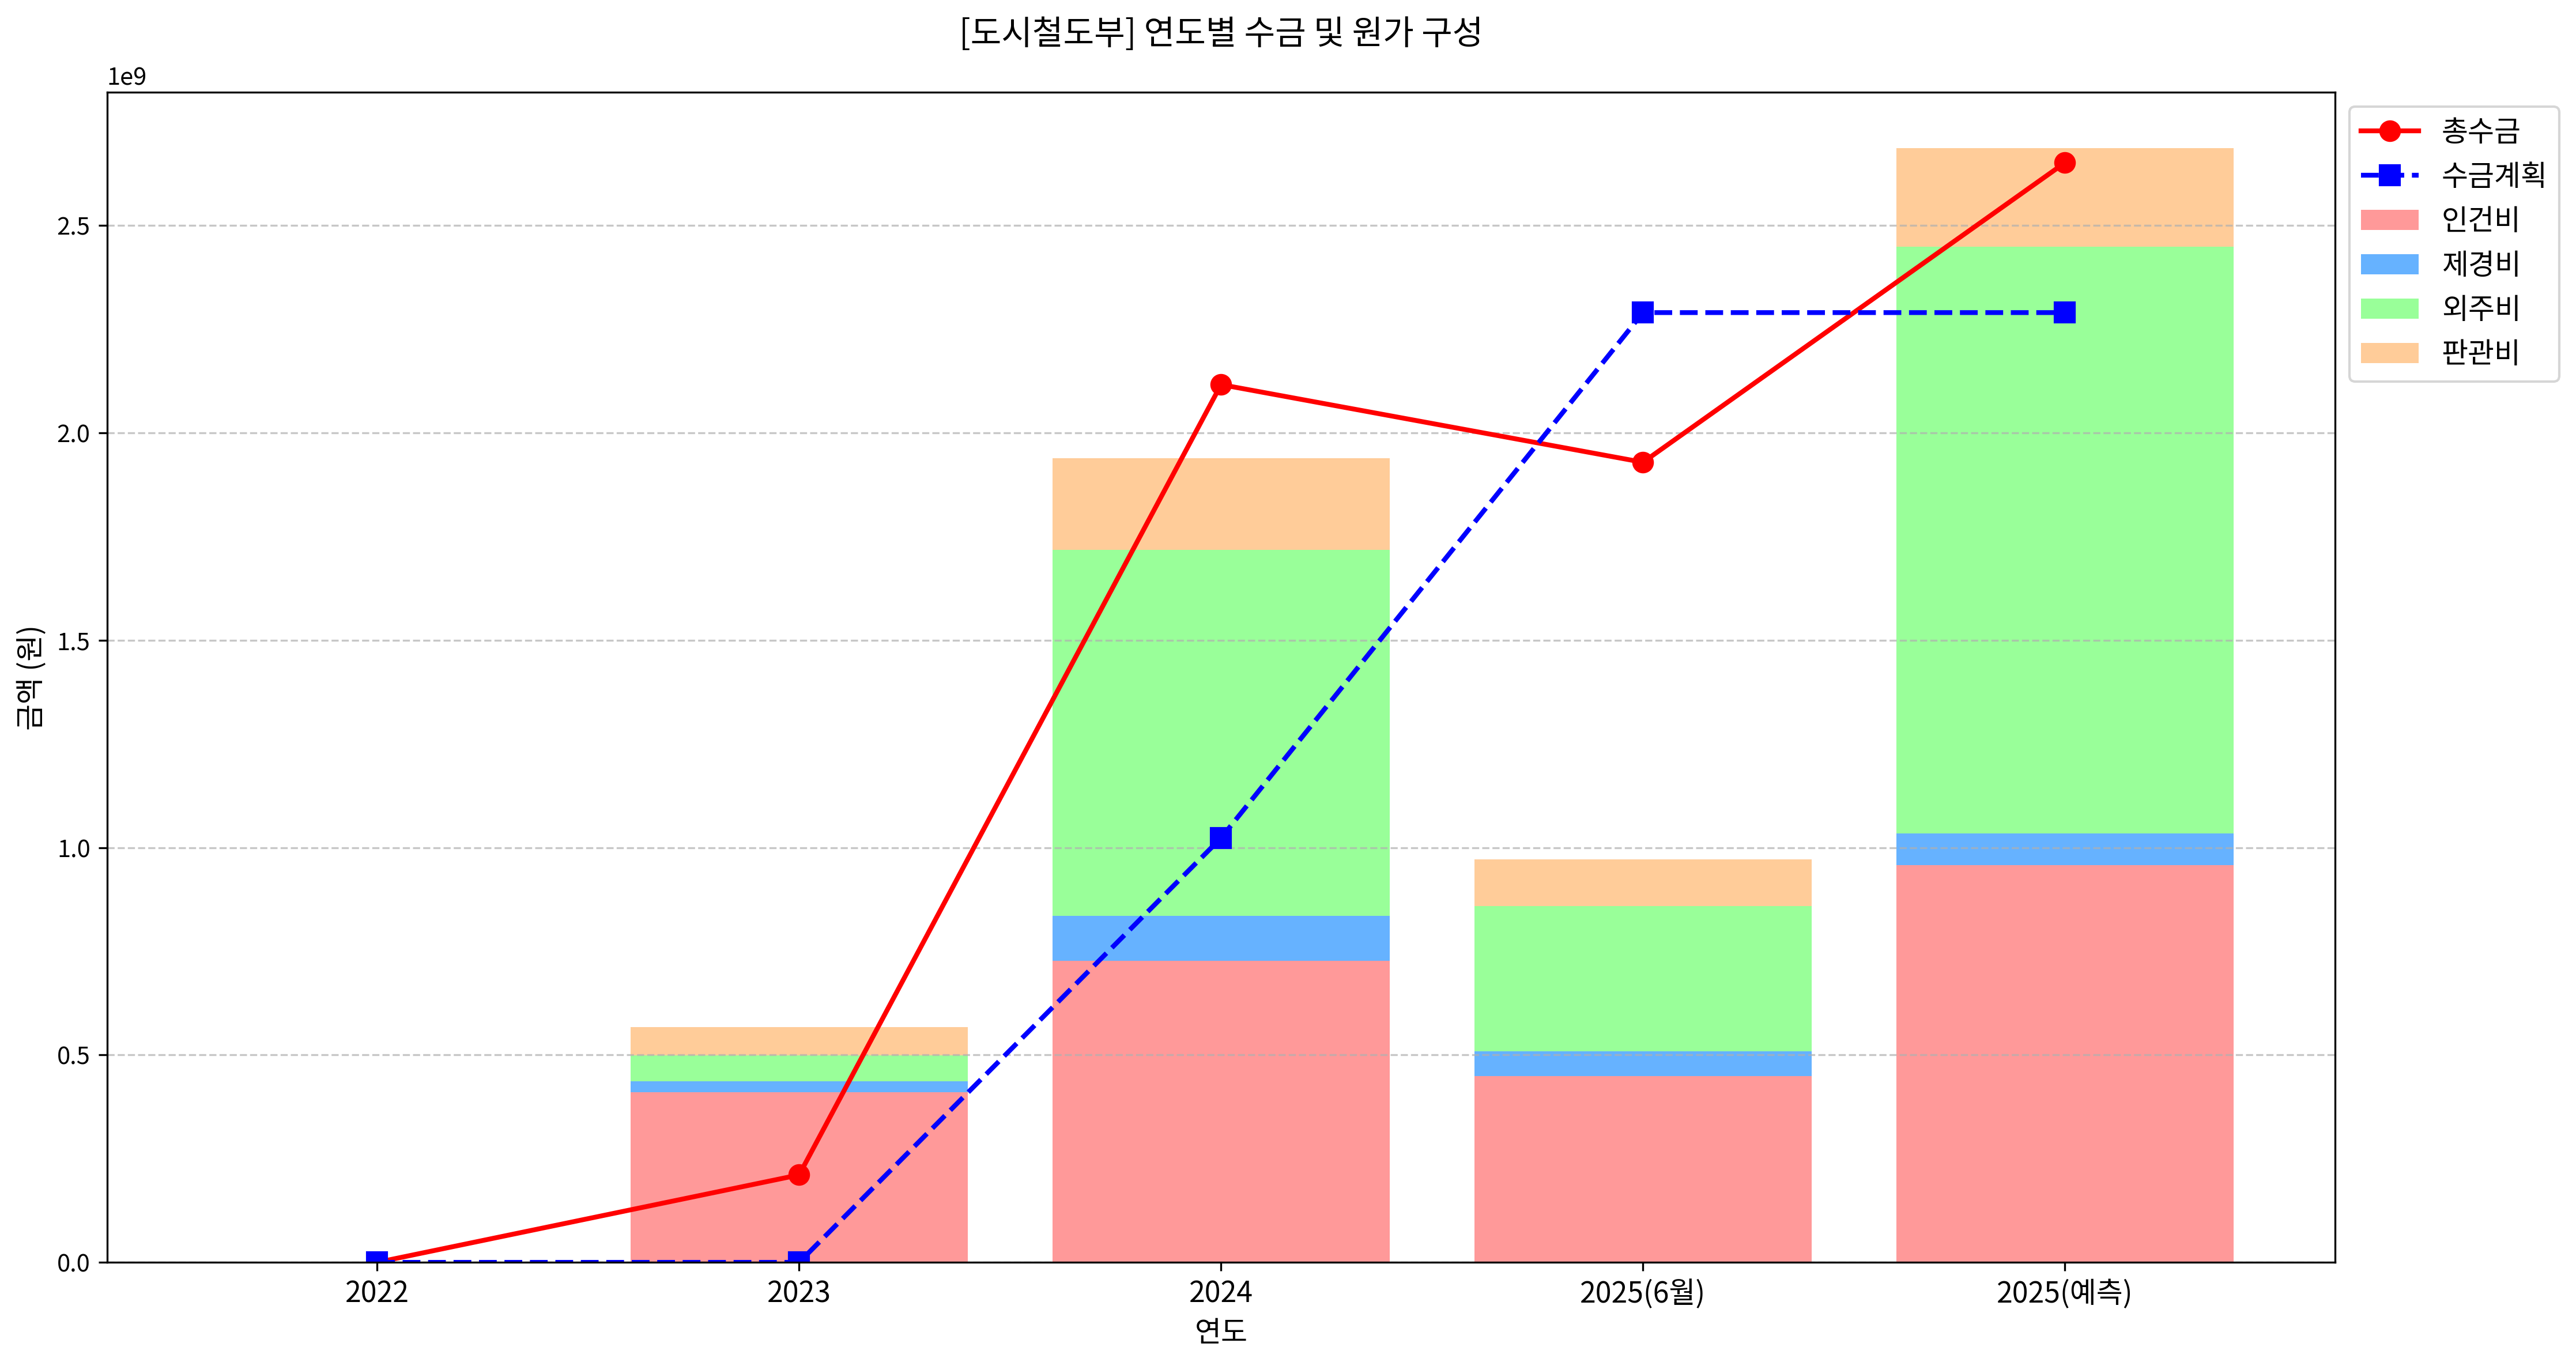 [도시철도부] 연도별 수금 및 원가 구성
1e9
총수금
수금계획
인건비
제경비
외주비
판관비
2.5
2.0
1.5
1.0
0.5
0.0
금액 (원)
2022 2023 2024 2025(6월) 2025(예측)
연도